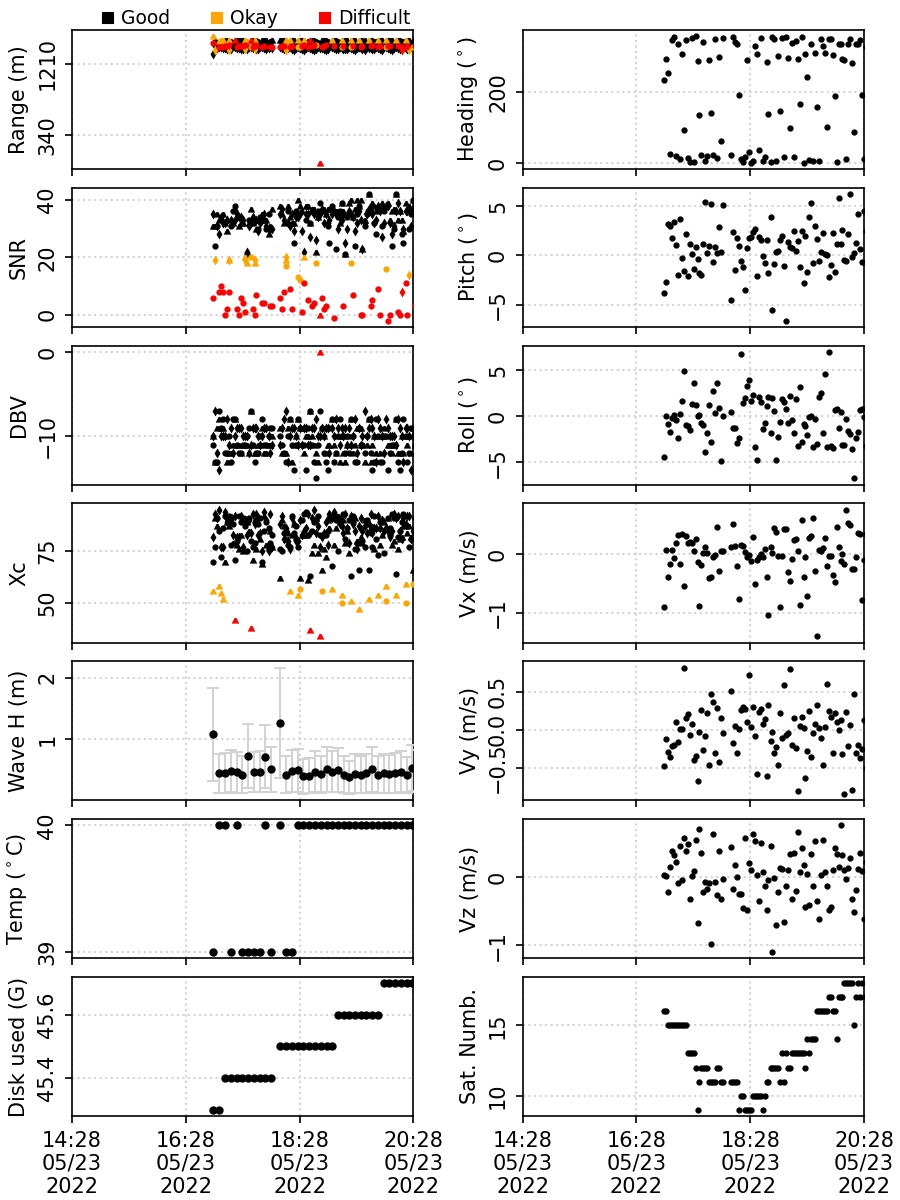 Good Okay Difficult
Range (m)
1210
340
Heading (°)
200
0
SNR
40
20
0
Pitch (°)
5
0
−5
DBV
0
−10
Roll (°)
5
0
−5
Xc
75
50
Vx (m/s)
0
−1
Wave H (m)
2
1
Vy (m/s)
0.5
0.0
−0.5
Temp (°C)
40
39
Vz (m/s)
0
−1
Disk used (G)
45.6
45.4
Sat. Numb.
15
10
14:28 16:28 18:28 20:28 14:28 16:28 18:28 20:28
05/23 05/23 05/23 05/23 05/23 05/23 05/23 05/23
2022 2022 2022 2022 2022 2022 2022 2022